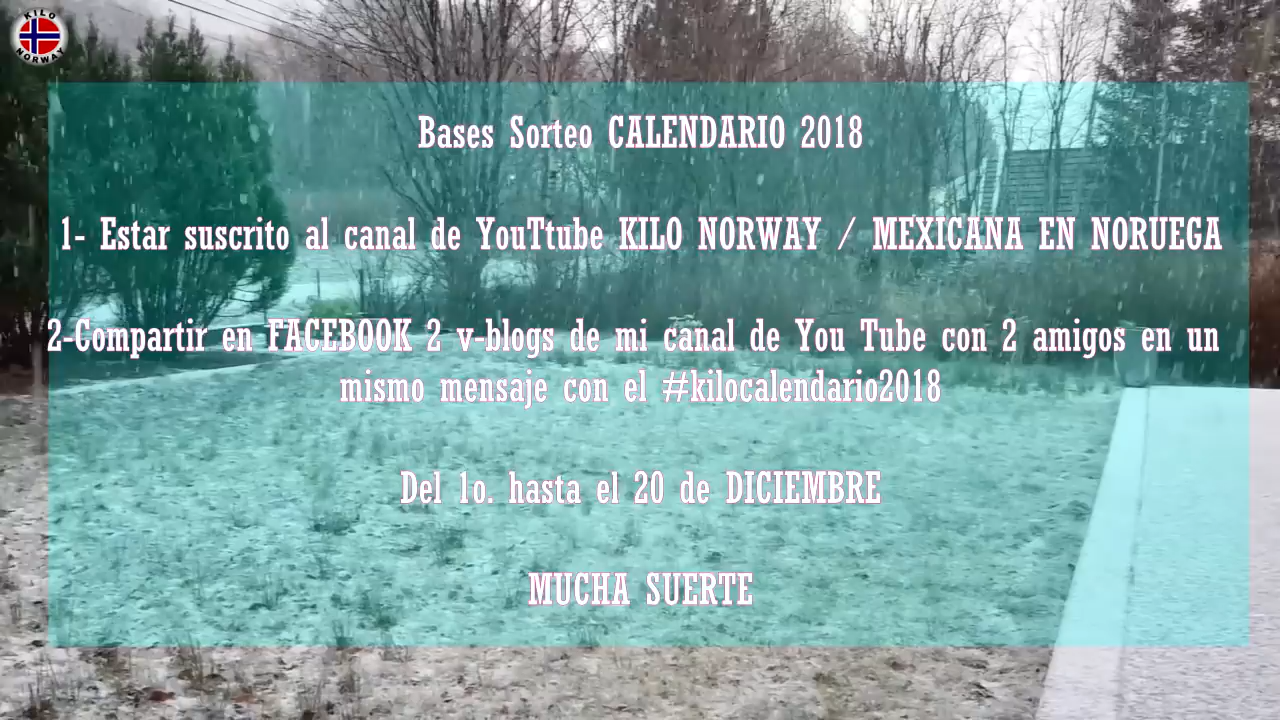 KILO
NORWAY
Bases Sorteo CALENDARIO 2018
1- Estar suscrito al canal de YouTtube KILO NORWAY / MEXICANA EN NORUEGA
2-Compartir en FACEBOOK 2 v-blogs de mi canal de You Tube con 2 amigos en un
mismo mensaje con el #kilocalendario2018
Del 1o. hasta el 20 de DICIEMBRE
MUCHA SUERTE